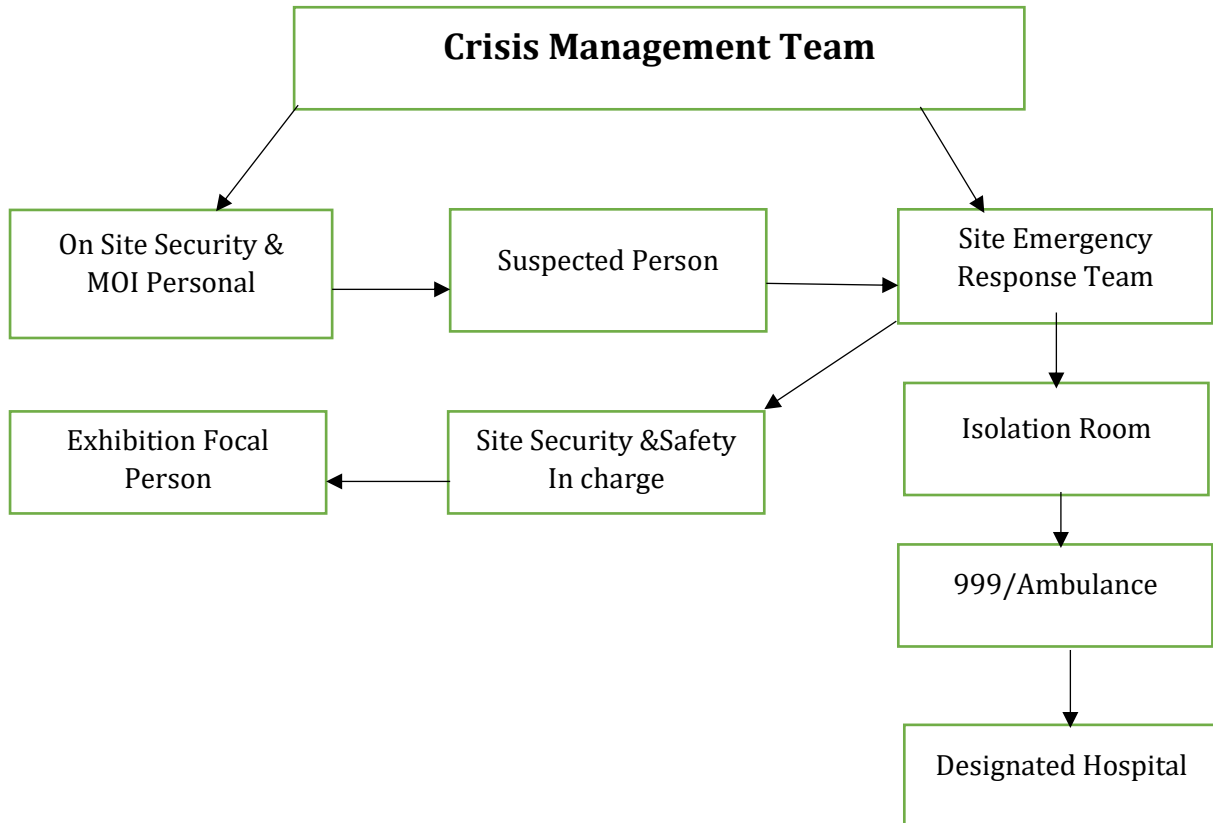 Crisis Management Team
On Site Security &
MOI Personal
Suspected Person
Site Emergency
Response Team
Exhibition Focal
Person
Site Security &Safety
In charge
Isolation Room
999/Ambulance
Designated Hospital